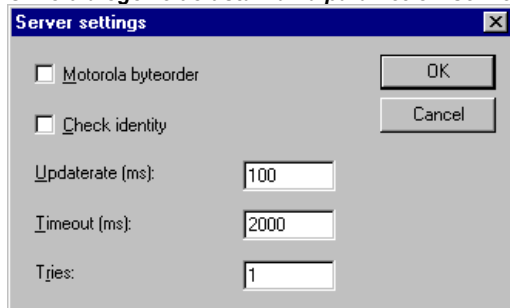 Server settings
Motorola byteorder
OK
Check identity
Cancel
Updaterate (ms):
100
Timeout (ms):
2000
Tries:
1